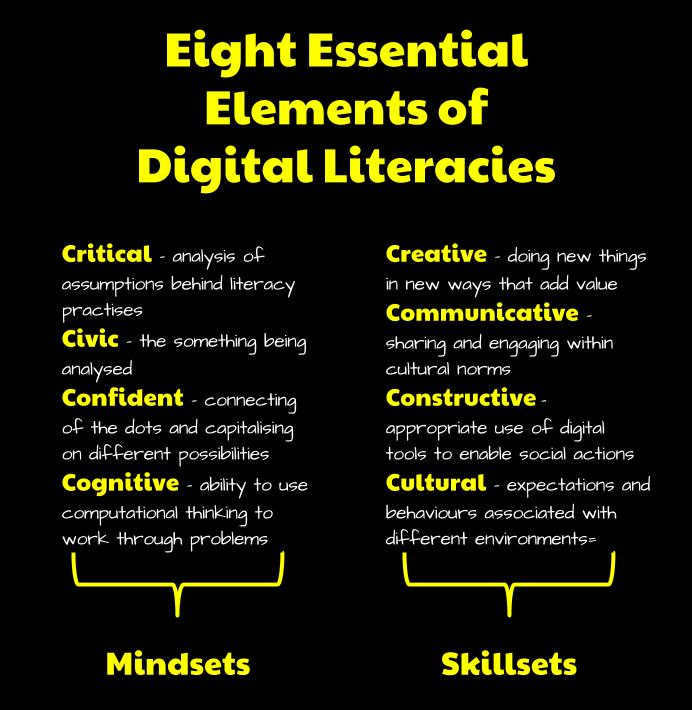 Eight Essential
Elements of
Digital Literacies
Critical - analysis of
assumptions behind literacy
practises
Civic - the something being
analysed
Confident - connecting
of the dots and capitalising
on different possibilities
Cognitive - ability to use
computational thinking to
work through problems
Mindsets
Creative - doing new things
in new ways that add value
Communicative -
sharing and engaging within
cultural norms
Constructive -
appropriate use of digital
tools to enable social actions
Cultural - expectations and
behaviours associated with
different environments=
Skillsets